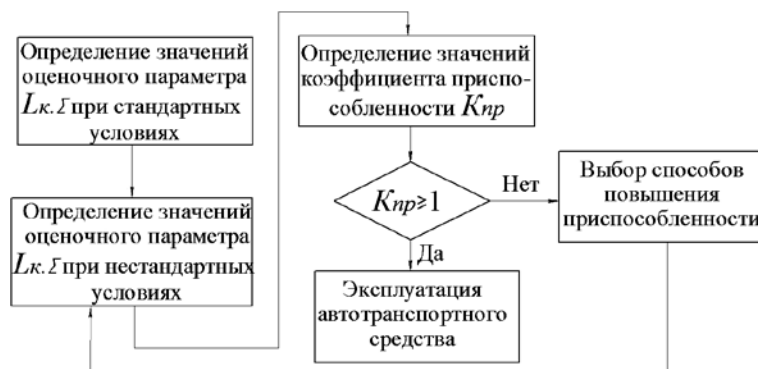 Определение значений
оценочного параметра
Lк. Σ при стандартных
условиях
Определение значений
оценочного параметра
Lк. Σ при нестандартных
условиях
Определение значений
коэффициента приспо-
собленности Kпр
Kпр≥1
Нет
Да
Выбор способов
повышения
приспособленности
Эксплуатация
автотранспортного
средства